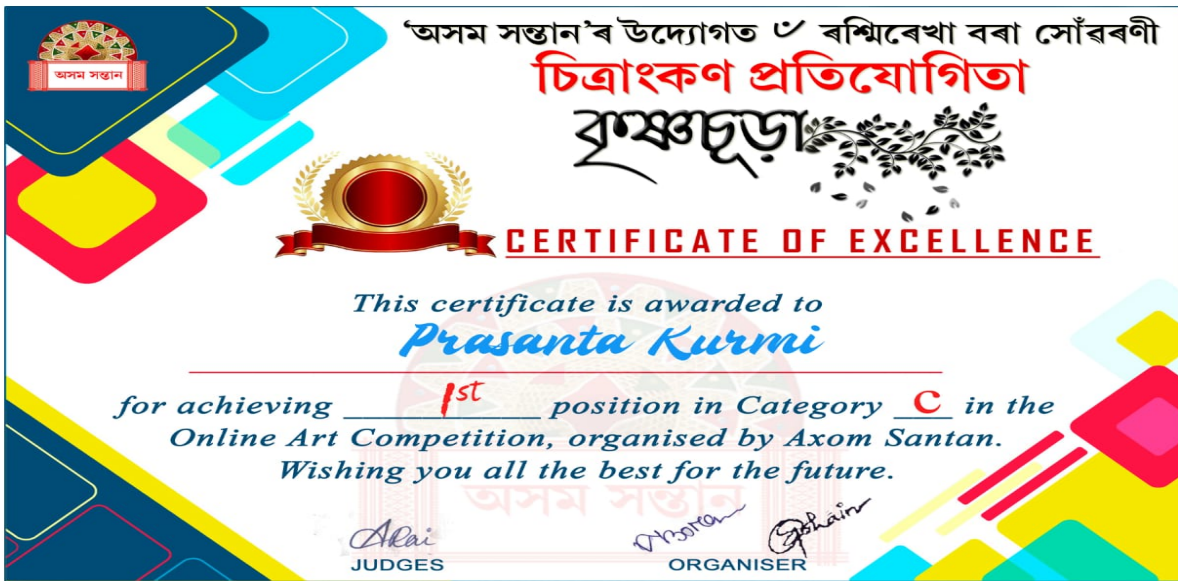 অসম সন্তান
'অসম সন্তান'ৰ উদ্যোগত ৺ ৰশ্মিৰেখা বৰা সোঁৱৰণী
চিত্ৰাংকণ প্ৰতিযোগিতা
কৃষ্ণচূড়া
CERTIFICATE OF EXCELLENCE
This certificate is awarded to
Prasanta Kurmi
for achieving 1st position in Category C in the
Online Art Competition, organised by Axom Santan.
Wishing you all the best for the future.
অসম সন্তান
JUDGES
ORGANISER